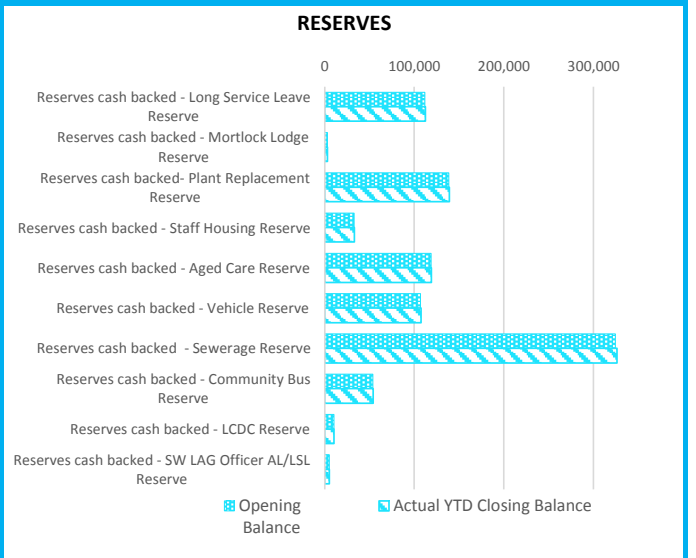 RESERVES
0 100,000 200,000 300,000
Reserves cash backed - Long Service Leave
Reserve
Reserves cash backed - Mortlock Lodge
Reserve
Reserves cash backed- Plant Replacement
Reserve
Reserves cash backed - Staff Housing Reserve
Reserves cash backed - Aged Care Reserve
Reserves cash backed - Vehicle Reserve
Reserves cash backed - Sewerage Reserve
Reserves cash backed - Community Bus
Reserve
Reserves cash backed - LCDC Reserve
Reserves cash backed - SW LAG Officer AL/LSL
Reserve
Opening
Balance
Actual YTD Closing Balance